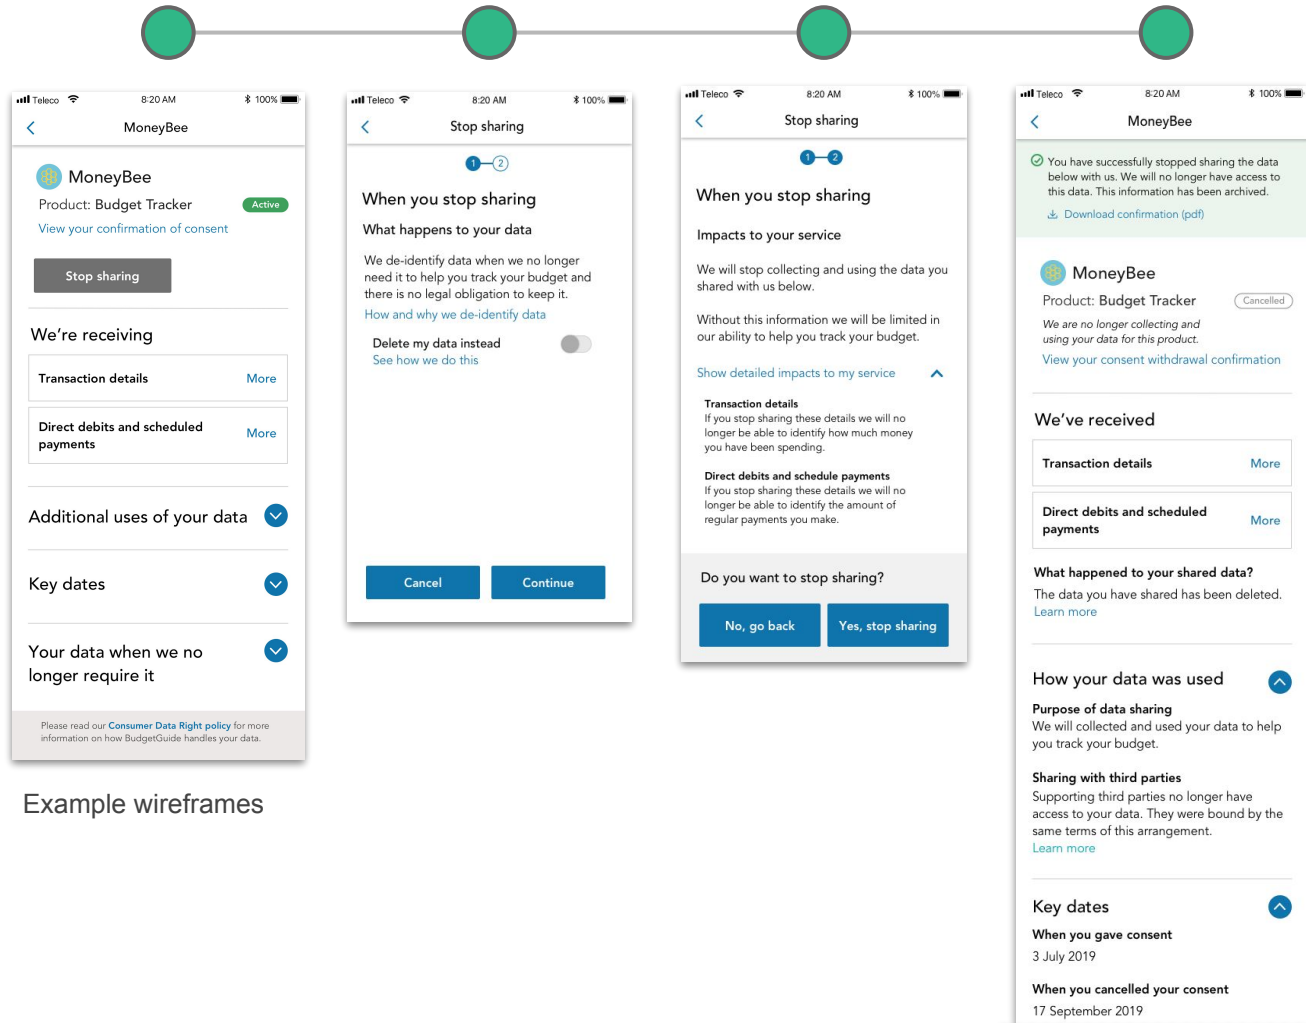 Teleco
8:20 AM
100%
MoneyBee
MoneyBee
Product: Budget Tracker
Active
View your confirmation of consent
Stop sharing
We're receiving
Transaction details
More
Direct debits and scheduled
payments
More
Additional uses of your data
Key dates
Your data when we no
longer require it
Please read our Consumer Data Right policy for more
information on how BudgetGuide handles your data.
Example wireframes
Teleco
8:20 AM
100%
Stop sharing
1
2
When you stop sharing
What happens to your data
We de-identify data when we no longer
need it to help you track your budget and
there is no legal obligation to keep it.
How and why we de-identify data
Delete my data instead
See how we do this
Cancel
Continue
Teleco
8:20 AM
100%
Stop sharing
1
2
When you stop sharing
Impacts to your service
We will stop collecting and using the data you
shared with us below.
Without this information we will be limited in
our ability to help you track your budget.
Show detailed impacts to my service
Transaction details
If you stop sharing these details we will no
longer be able to identify how much money
you have been spending.
Direct debits and schedule payments
If you stop sharing these details we will no
longer be able to identify the amount of
regular payments you make.
Do you want to stop sharing?
No, go back
Yes, stop sharing
Teleco
8:20 AM
100%
MoneyBee
You have successfully stopped sharing the data
below with us. We will no longer have access to
this data. This information has been archived.
Download confirmation (pdf)
MoneyBee
Product: Budget Tracker
Cancelled
We are no longer collecting and
using your data for this product.
View your consent withdrawal confirmation
We've received
Transaction details
More
Direct debits and scheduled
payments
More
What happened to your shared data?
The data you have shared has been deleted.
Learn more
How your data was used
Purpose of data sharing
We will collected and used your data to help
you track your budget.
Sharing with third parties
Supporting third parties no longer have
access to your data. They were bound by the
same terms of this arrangement.
Learn more
Key dates
When you gave consent
3 July 2019
When you cancelled your consent
17 September 2019